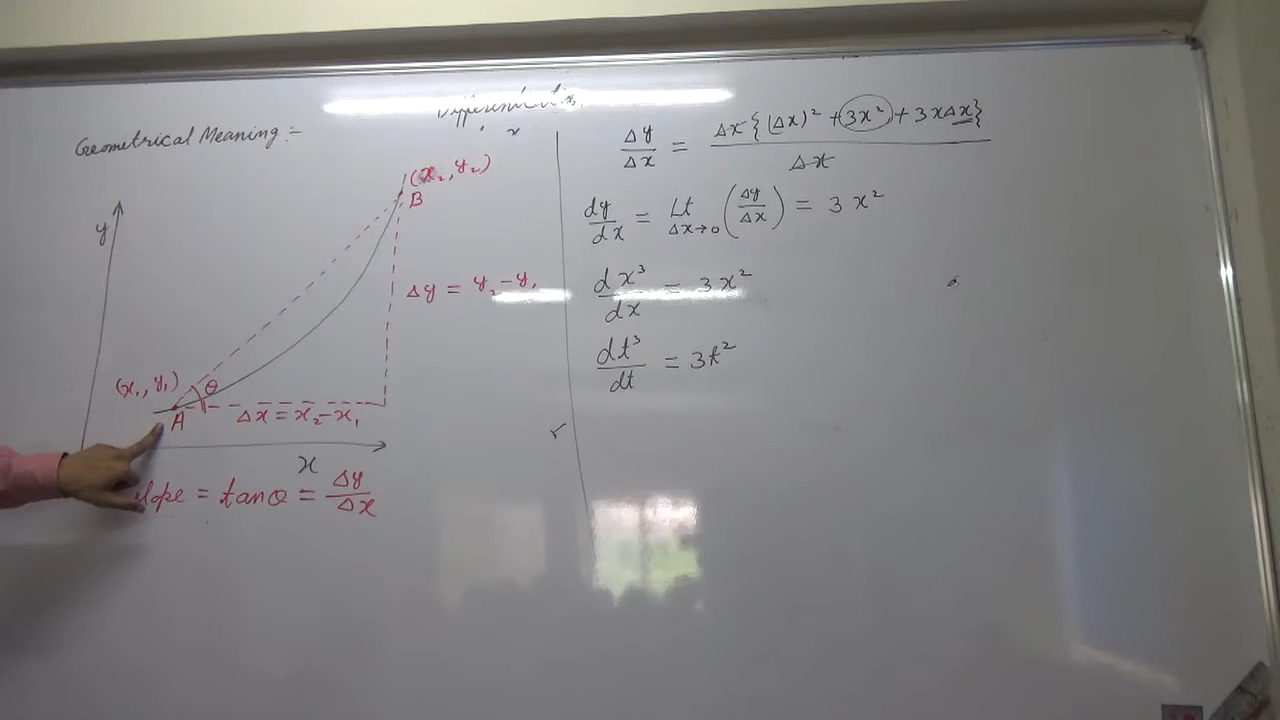 Differentiation
Geometrical Meaning :-
y
(x₂, y₂)
B
Δy = y₂ - y₁
(x₁, y₁)
θ
A
Δx = x₂ - x₁
x
slope = tanθ = Δy/Δx
Δy/Δx = Δx{(Δx)² + 3x² + 3xΔx}/Δx
dy/dx = Lt Δx→0 (Δy/Δx) = 3x²
dx³/dx = 3x²
dt³/dt = 3t²